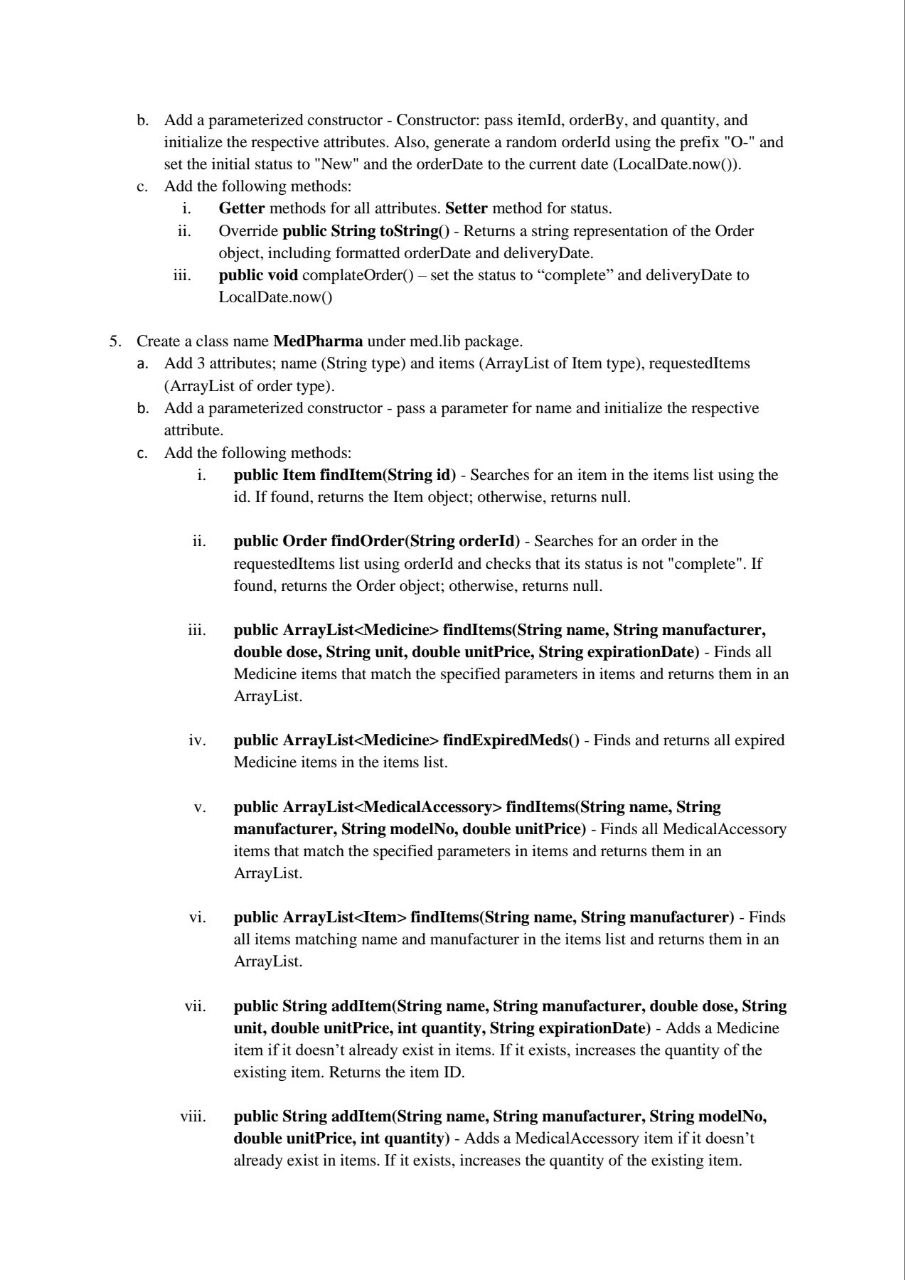 b. Add a parameterized constructor - Constructor: pass itemId, orderBy, and quantity, and
initialize the respective attributes. Also, generate a random orderId using the prefix "O-" and
set the initial status to "New" and the orderDate to the current date (LocalDate.now()).
c. Add the following methods:
i. Getter methods for all attributes. Setter method for status.
ii. Override public String toString() - Returns a string representation of the Order
object, including formatted orderDate and deliveryDate.
iii. public void complateOrder() – set the status to “complete” and deliveryDate to
LocalDate.now()
5. Create a class name MedPharma under med.lib package.
a. Add 3 attributes; name (String type) and items (ArrayList of Item type), requestedItems
(ArrayList of order type).
b. Add a parameterized constructor - pass a parameter for name and initialize the respective
attribute.
c. Add the following methods:
i. public Item findItem(String id) - Searches for an item in the items list using the
id. If found, returns the Item object; otherwise, returns null.
ii. public Order findOrder(String orderId) - Searches for an order in the
requestedItems list using orderId and checks that its status is not "complete". If
found, returns the Order object; otherwise, returns null.
iii. public ArrayList<Medicine> findItems(String name, String manufacturer,
double dose, String unit, double unitPrice, String expirationDate) - Finds all
Medicine items that match the specified parameters in items and returns them in an
ArrayList.
iv. public ArrayList<Medicine> findExpiredMeds() - Finds and returns all expired
Medicine items in the items list.
v. public ArrayList<MedicalAccessory> findItems(String name, String
manufacturer, String modelNo, double unitPrice) - Finds all MedicalAccessory
items that match the specified parameters in items and returns them in an
ArrayList.
vi. public ArrayList<Item> findItems(String name, String manufacturer) - Finds
all items matching name and manufacturer in the items list and returns them in an
ArrayList.
vii. public String addItem(String name, String manufacturer, double dose, String
unit, double unitPrice, int quantity, String expirationDate) - Adds a Medicine
item if it doesn’t already exist in items. If it exists, increases the quantity of the
existing item. Returns the item ID.
viii. public String addItem(String name, String manufacturer, String modelNo,
double unitPrice, int quantity) - Adds a MedicalAccessory item if it doesn’t
already exist in items. If it exists, increases the quantity of the existing item.